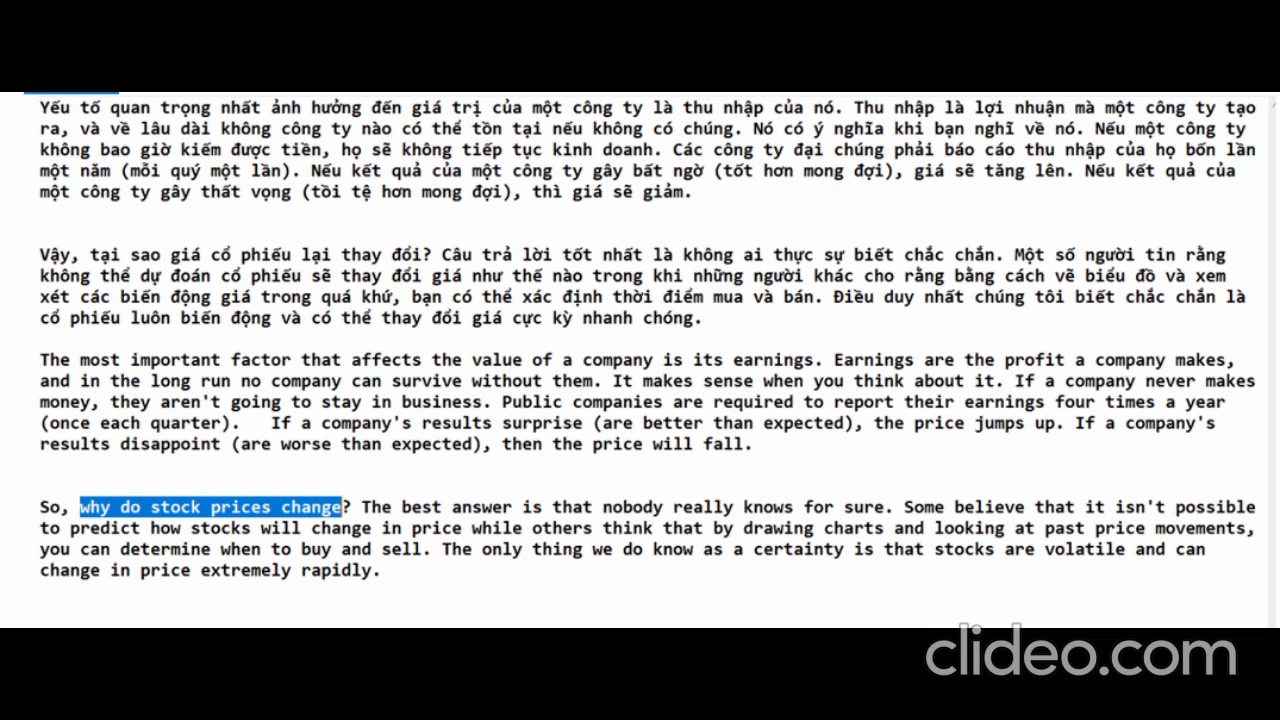 Yếu tố quan trọng nhất ảnh hưởng đến giá trị của một công ty là thu nhập của nó. Thu nhập là lợi nhuận mà một công ty tạo
ra, và về lâu dài không công ty nào có thể tồn tại nếu không có chúng. Nó có ý nghĩa khi bạn nghĩ về nó. Nếu một công ty
không bao giờ kiếm được tiền, họ sẽ không tiếp tục kinh doanh. Các công ty đại chúng phải báo cáo thu nhập của họ bốn lần
một năm (mỗi quý một lần). Nếu kết quả của một công ty gây bất ngờ (tốt hơn mong đợi), giá sẽ tăng lên. Nếu kết quả của
một công ty gây thất vọng (tồi tệ hơn mong đợi), thì giá sẽ giảm.
Vậy, tại sao giá cổ phiếu lại thay đổi? Câu trả lời tốt nhất là không ai thực sự biết chắc chắn. Một số người tin rằng
không thể dự đoán cổ phiếu sẽ thay đổi giá như thế nào trong khi những người khác cho rằng bằng cách vẽ biểu đồ và xem
xét các biến động giá trong quá khứ, bạn có thể xác định thời điểm mua và bán. Điều duy nhất chúng tôi biết chắc chắn là
cổ phiếu luôn biến động và có thể thay đổi giá cực kỳ nhanh chóng.
The most important factor that affects the value of a company is its earnings. Earnings are the profit a company makes,
and in the long run no company can survive without them. It makes sense when you think about it. If a company never makes
money, they aren't going to stay in business. Public companies are required to report their earnings four times a year
(once each quarter).   If a company's results surprise (are better than expected), the price jumps up. If a company's
results disappoint (are worse than expected), then the price will fall.
So, why do stock prices change? The best answer is that nobody really knows for sure. Some believe that it isn't possible
to predict how stocks will change in price while others think that by drawing charts and looking at past price movements,
you can determine when to buy and sell. The only thing we do know as a certainty is that stocks are volatile and can
change in price extremely rapidly.
clideo.com